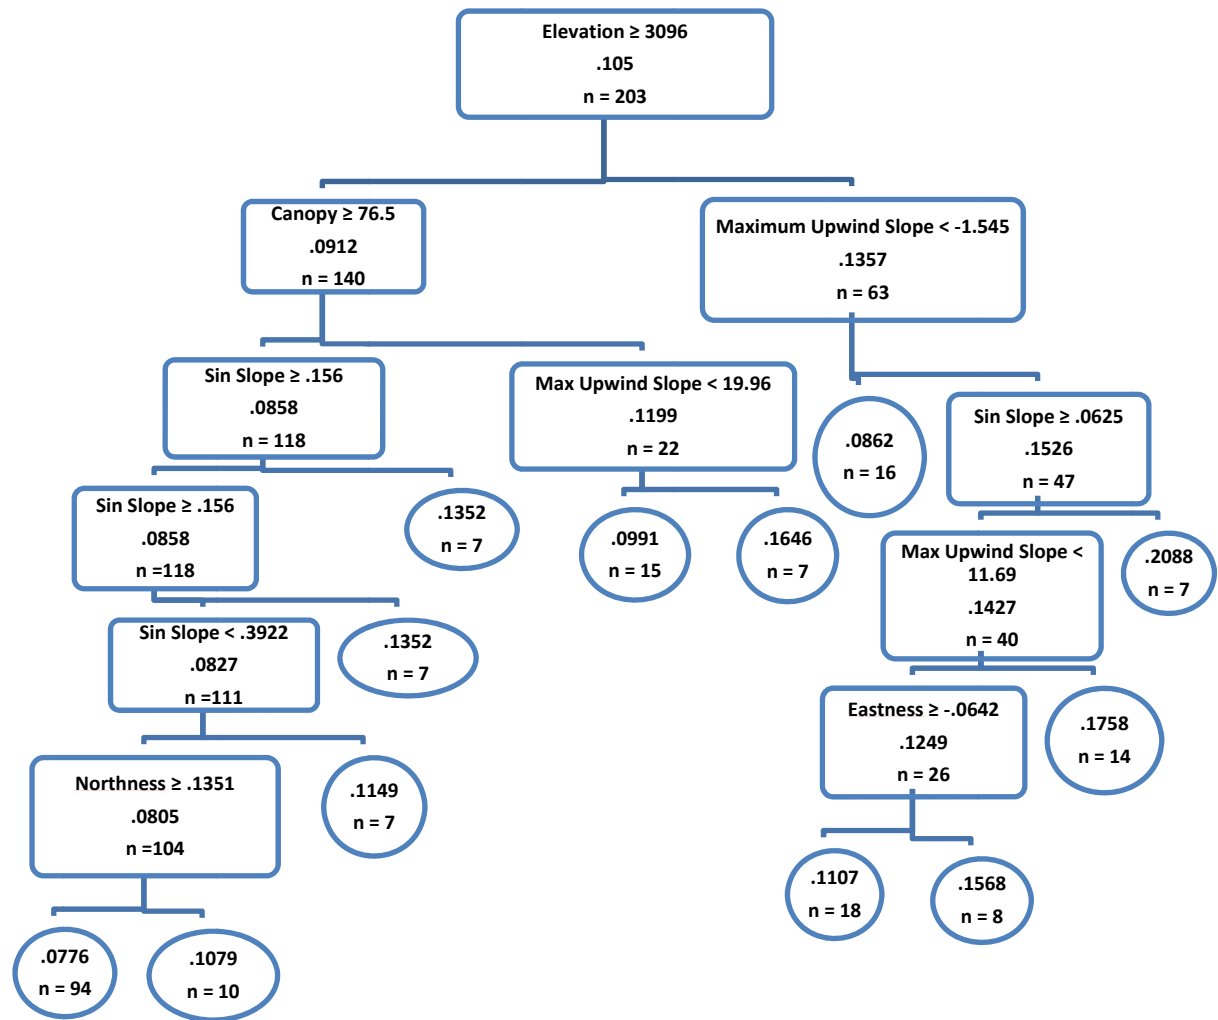 Elevation ≥ 3096
.105
n = 203
Canopy ≥ 76.5
.0912
n = 140
Maximum Upwind Slope < -1.545
.1357
n = 63
Sin Slope ≥ .156
.0858
n = 118
Max Upwind Slope < 19.96
.1199
n = 22
.0862
n = 16
Sin Slope ≥ .0625
.1526
n = 47
Sin Slope ≥ .156
.0858
n =118
.1352
n = 7
.0991
n = 15
.1646
n = 7
Max Upwind Slope <
11.69
.1427
n = 40
.2088
n = 7
Sin Slope < .3922
.0827
n =111
.1352
n = 7
Eastness ≥ -.0642
.1249
n = 26
.1758
n = 14
Northness ≥ .1351
.0805
n =104
.1149
n = 7
.1107
n = 18
.1568
n = 8
.0776
n = 94
.1079
n = 10